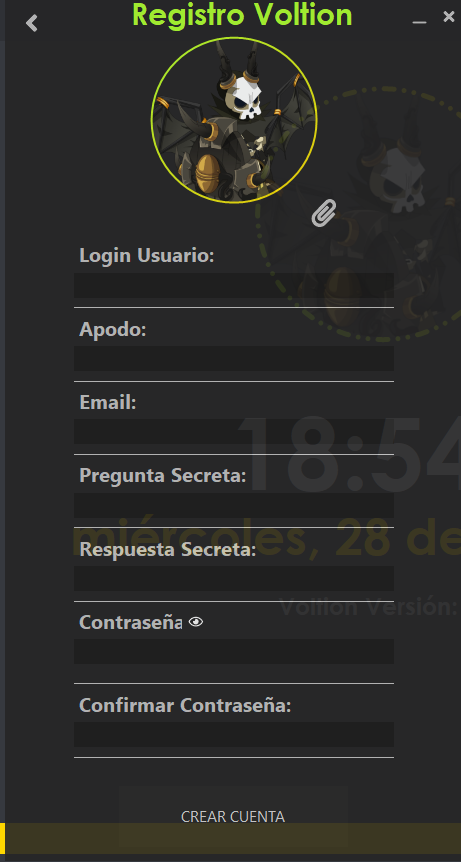 Registro Voltion
Login Usuario:
Apodo:
Email:
18:54
Pregunta Secreta:
miércoles, 28 de
Respuesta Secreta:
Voltion Versión:
Contraseña
Confirmar Contraseña:
CREAR CUENTA